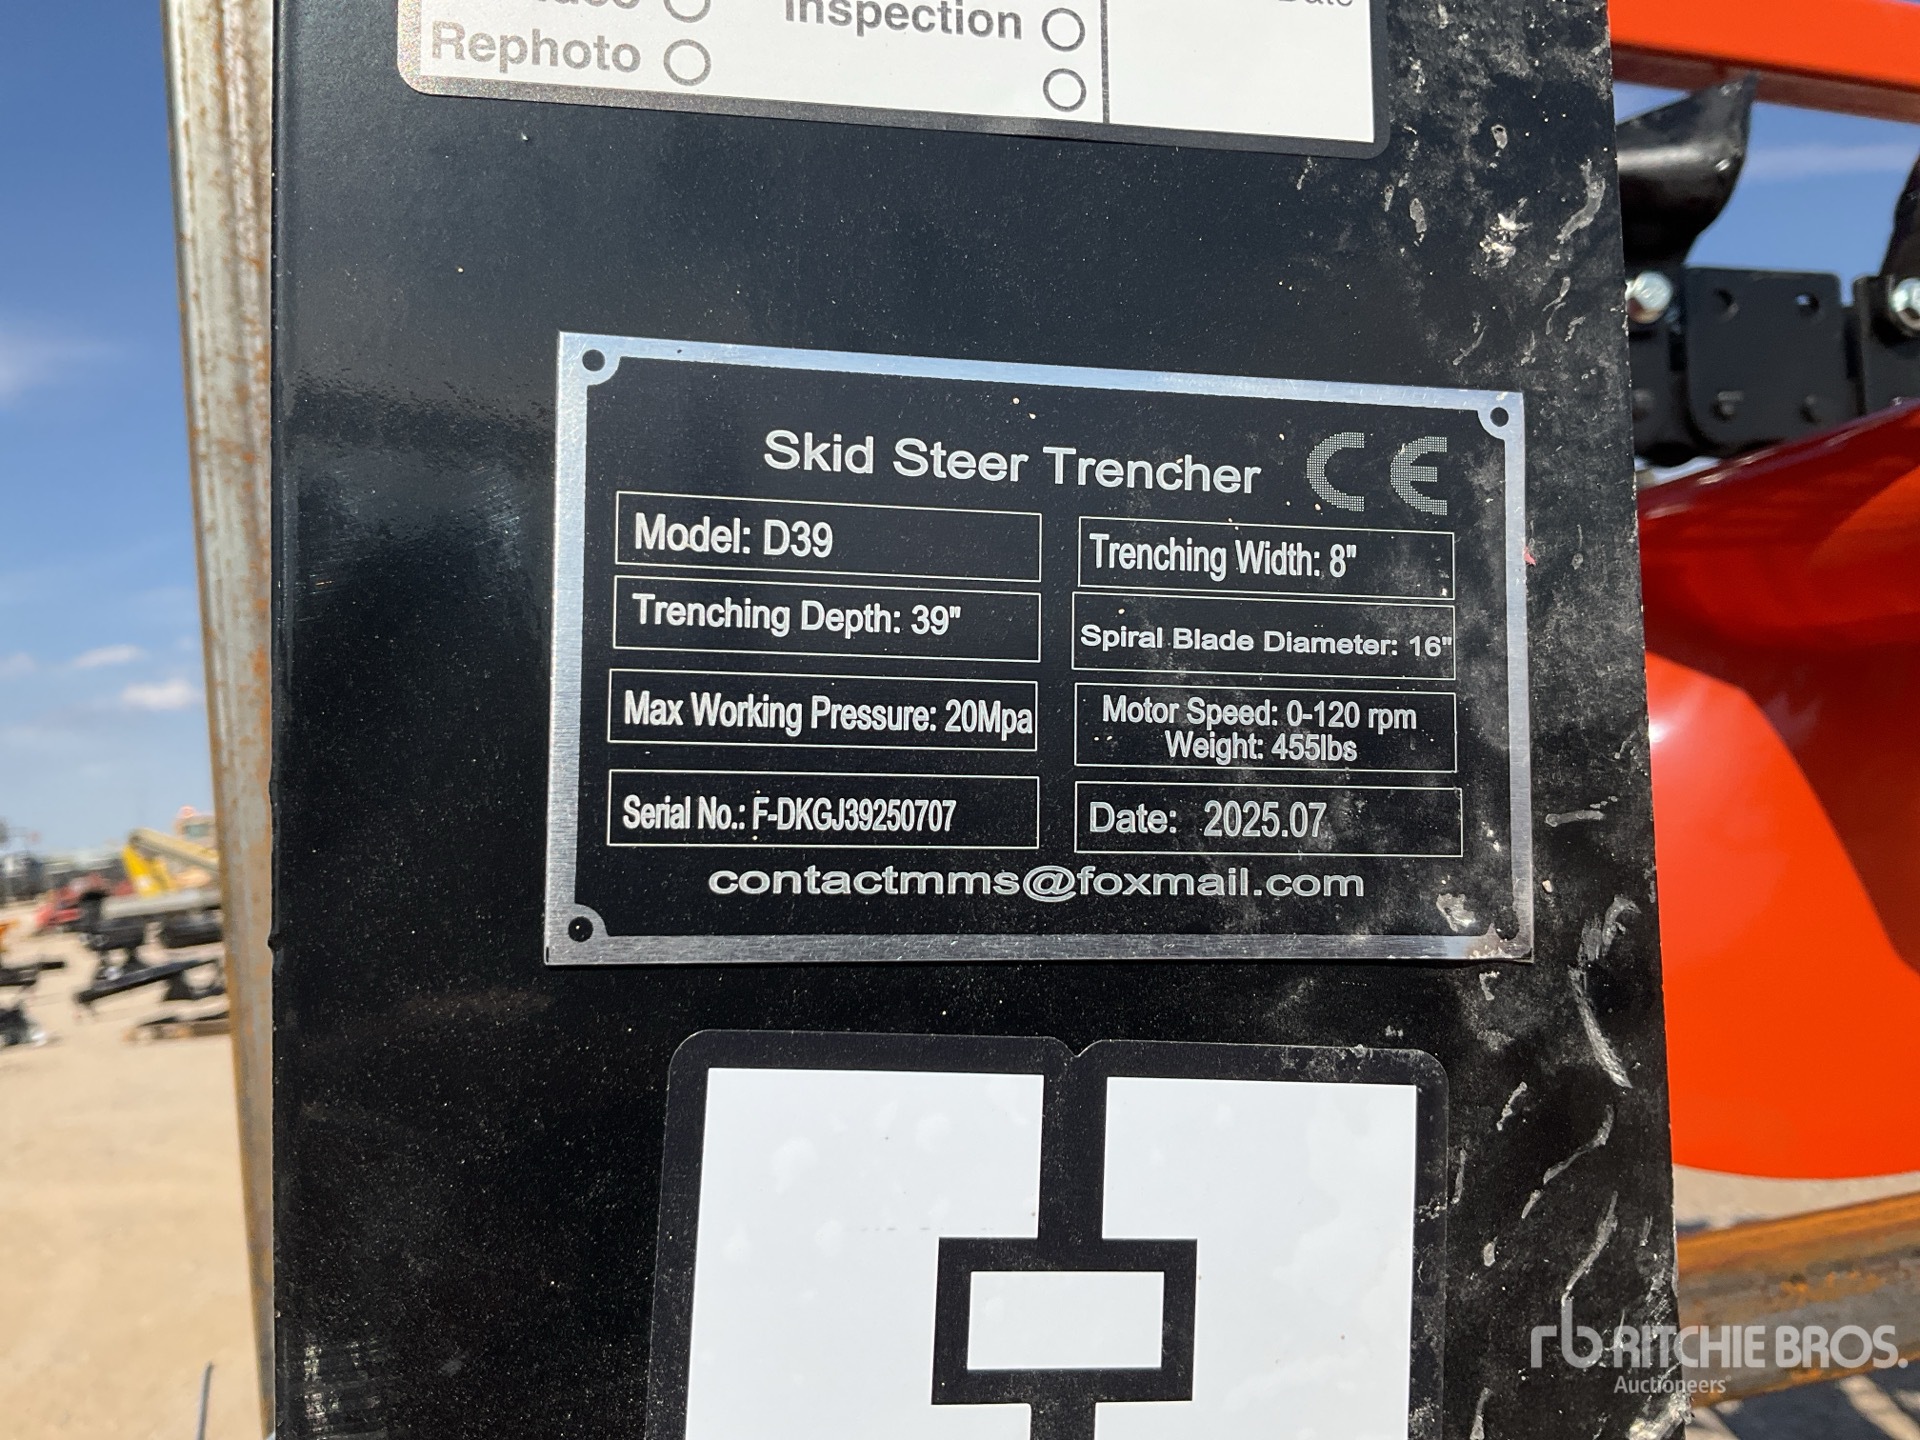 Rephoto
Inspection
Skid Steer Trencher CE
Model: D39
Trenching Width: 8"
Trenching Depth: 39"
Spiral Blade Diameter: 16"
Max Working Pressure: 20Mpa
Motor Speed: 0-120 rpm
Weight: 455lbs
Serial No.: F-DKGJ39250707
Date: 2025.07
contactmms@foxmail.com
rb RITCHIE BROS.
Auctioneers